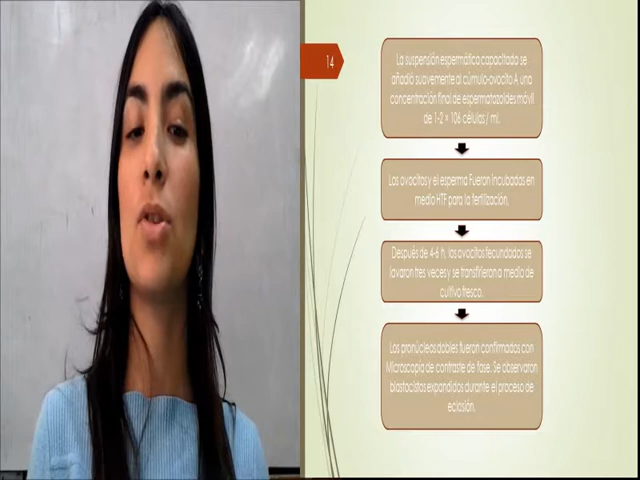 14
La suspensión espermática capacitada se
añadió suavemente al cúmulo-ovocito A una
concentración final de espermatozoides móvil
de 1-2 × 106 células / ml.
Los ovocitos y el esperma Fueron incubadas en
medio HTF para la fertilización.
Después de 4-6 h, los ovocitos fecundados se
lavaron tres veces y se transfirieron a medio de
cultivo fresco.
Los pronúcleos dobles fueron confirmados con
Microscopía de contraste de fase. Se observaron
blastocistos expandidos durante el proceso de
eclosión.